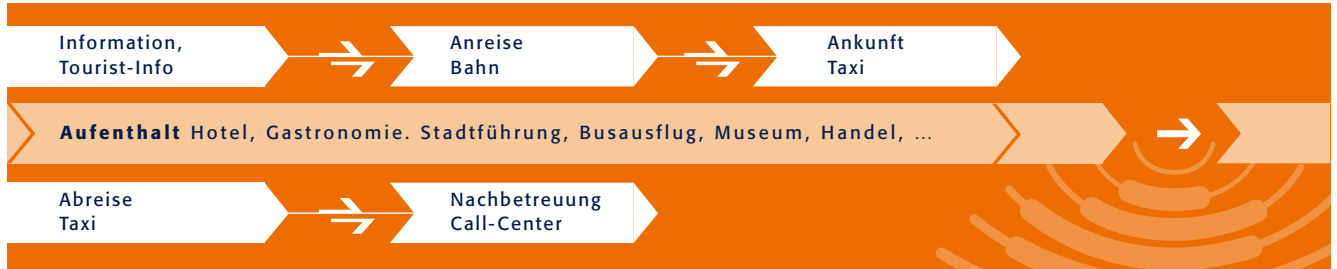 Information,
Tourist-Info
Anreise
Bahn
Ankunft
Taxi
Aufenthalt Hotel, Gastronomie. Stadtführung, Busausflug, Museum, Handel, ...
Abreise
Taxi
Nachbetreuung
Call-Center